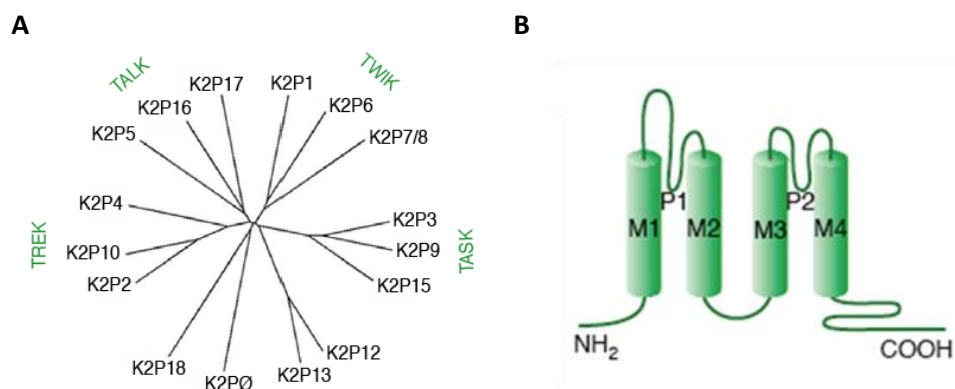 A
B
TALK
TWIK
K2P17
K2P1
K2P16
K2P6
K2P5
K2P7/8
K2P4
K2P3
TREK
K2P10
K2P9
TASK
K2P2
K2P15
K2P18
K2PØ
K2P13
K2P12
P1
P2
M1
M2
M3
M4
NH₂
COOH